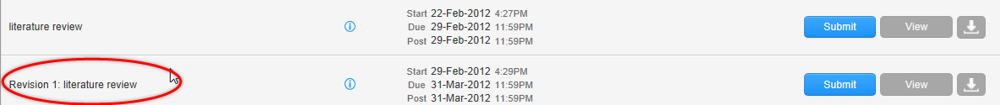 Start 22-Feb-2012 4:27PM
literature review Due 29-Feb-2012 11:59PM Submit View
Post 29-Feb-2012 11:59PM
Start 29-Feb-2012 4:29PM
Revision 1: literature review Due 31-Mar-2012 11:59PM Submit View
Post 31-Mar-2012 11:59PM